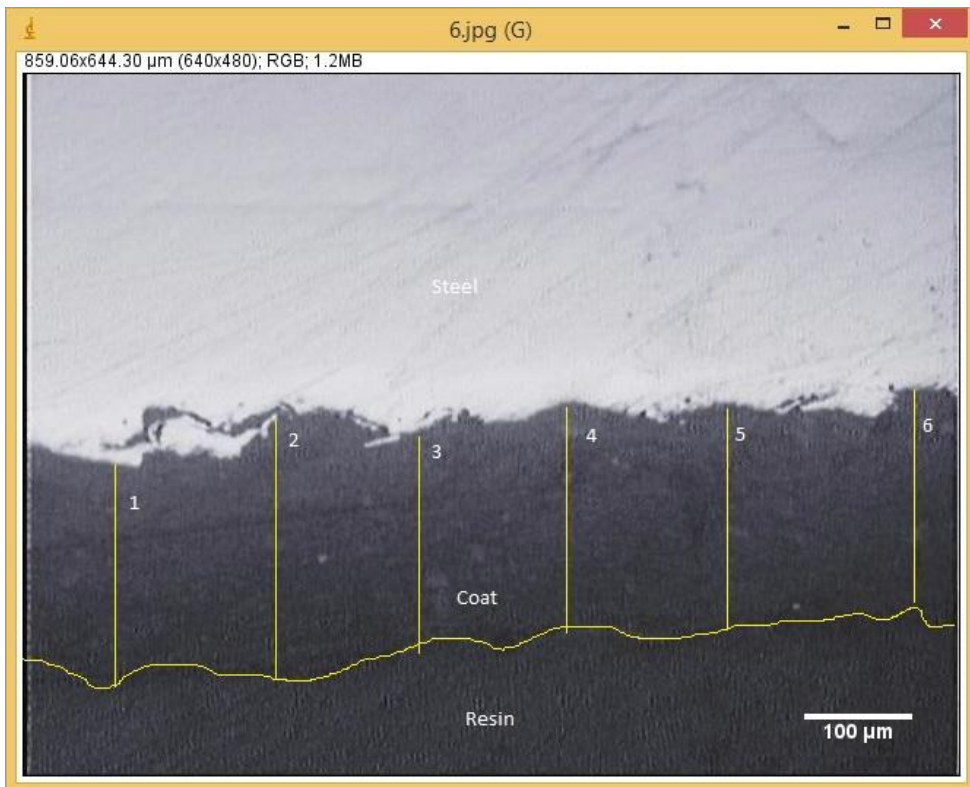 6.jpg (G)
859.06x644.30 µm (640x480); RGB; 1.2MB
Steel
1
2
3
4
5
6
Coat
Resin
100 µm